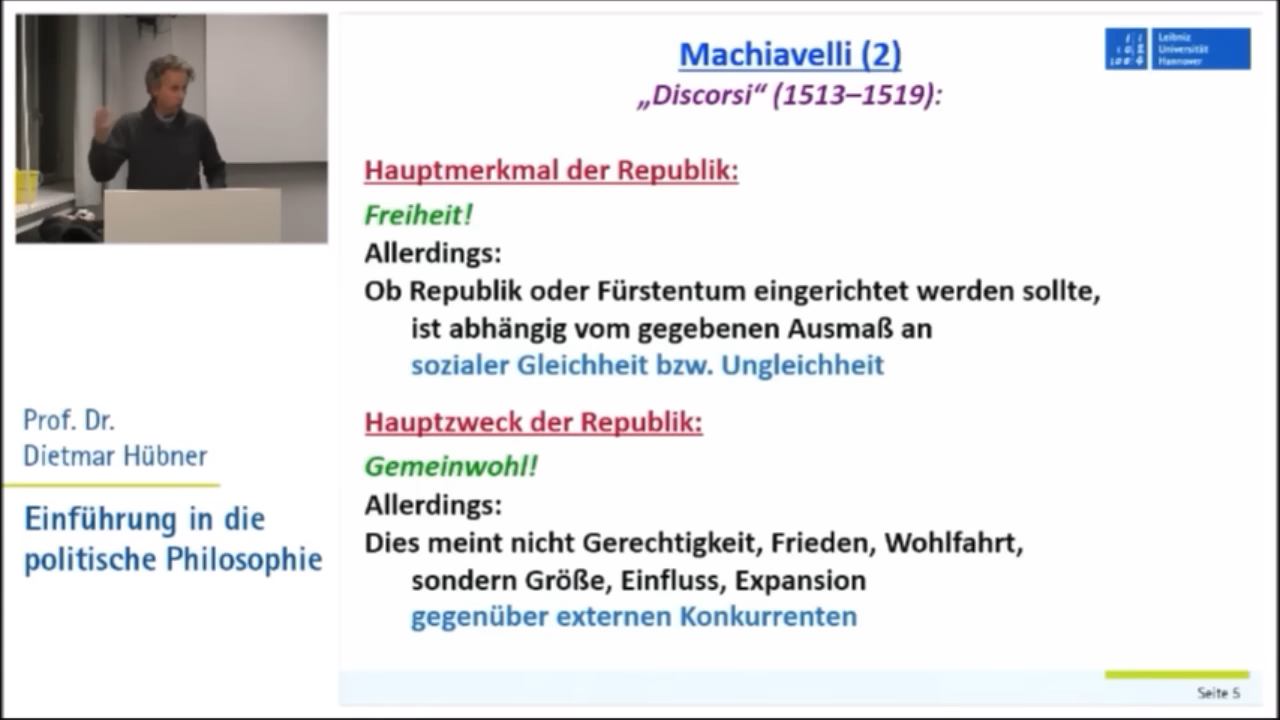 Machiavelli (2)
„Discorsi“ (1513–1519):
Leibniz
Universität
Hannover
Hauptmerkmal der Republik:
Freiheit!
Allerdings:
Ob Republik oder Fürstentum eingerichtet werden sollte,
ist abhängig vom gegebenen Ausmaß an
sozialer Gleichheit bzw. Ungleichheit
Hauptzweck der Republik:
Gemeinwohl!
Allerdings:
Dies meint nicht Gerechtigkeit, Frieden, Wohlfahrt,
sondern Größe, Einfluss, Expansion
gegenüber externen Konkurrenten
Prof. Dr.
Dietmar Hübner
Einführung in die
politische Philosophie
Seite 5